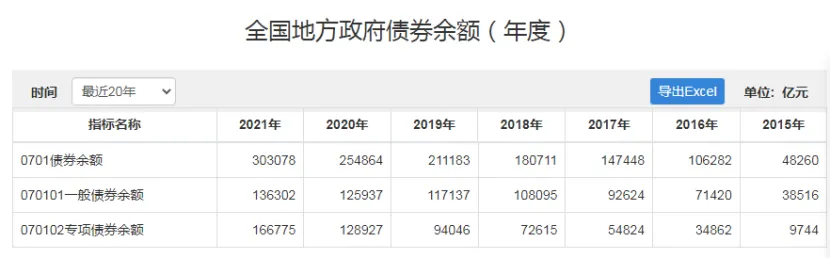 全国地方政府债券余额（年度）
时间 最近20年 导出Excel 单位: 亿元
指标名称 2021年 2020年 2019年 2018年 2017年 2016年 2015年
0701债券余额 303078 254864 211183 180711 147448 106282 48260
070101一般债券余额 136302 125937 117137 108095 92624 71420 38516
070102专项债券余额 166775 128927 94046 72615 54824 34862 9744